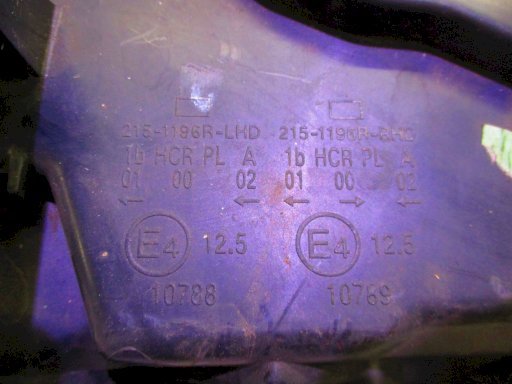 215-1196R-LHD 215-1196R-RHD
1b HCR PL A 1b HCR PL A
01 00 02 01 00 02
← ← ← → ←
E4 12.5 E4 12.5
10788 10789